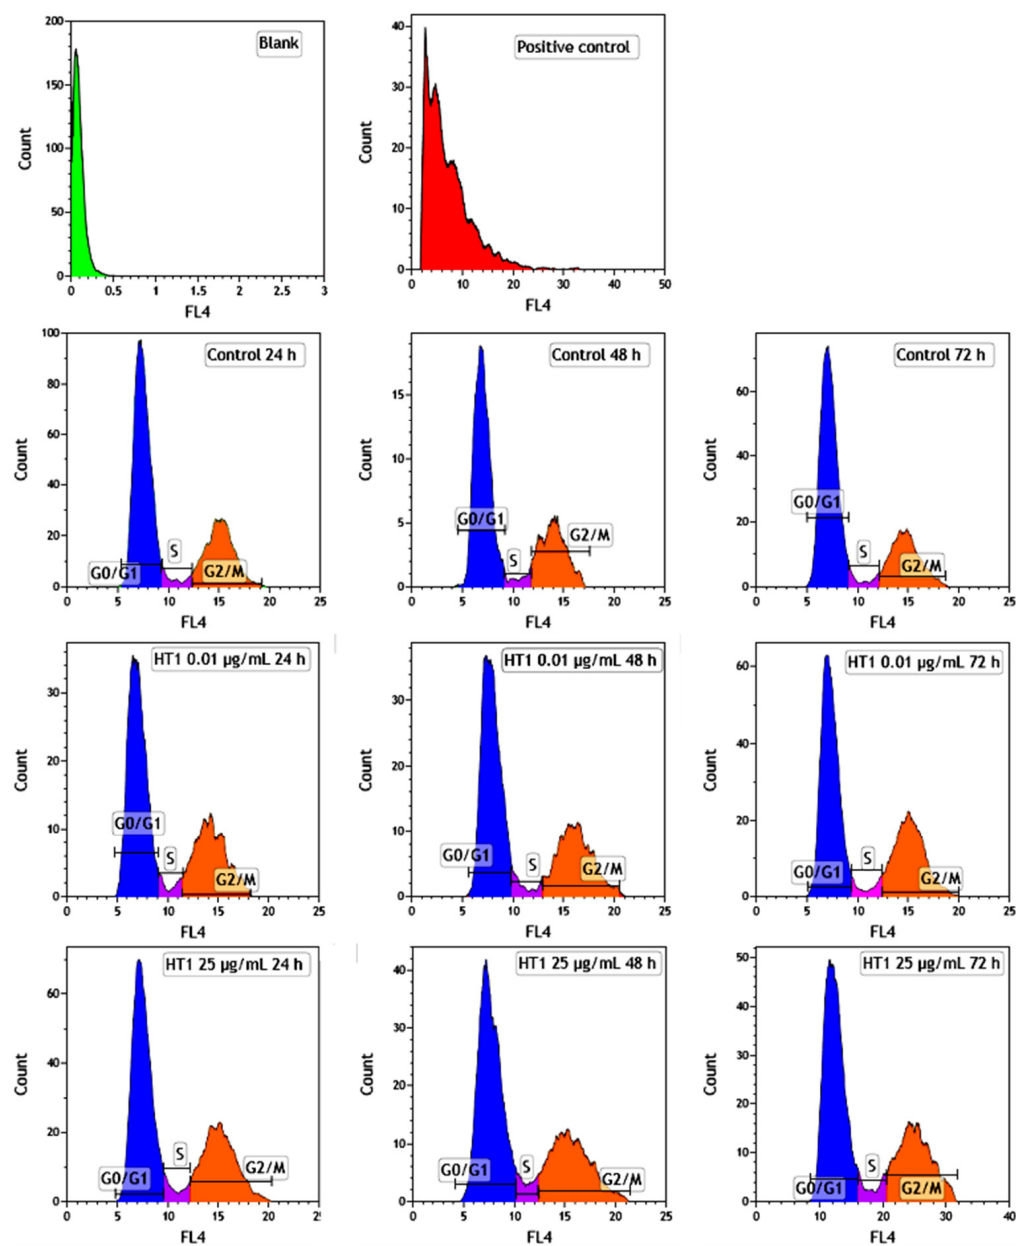 200
150
100
50
0
Count
Blank
0 0.5 1 1.5 2 2.5 3
FL4
40
30
20
10
0
Count
Positive control
0 10 20 30 40 50
FL4
100
80
60
40
20
0
Count
Control 24 h
G0/G1
S
G2/M
0 5 10 15 20 25
FL4
15
10
5
0
Count
Control 48 h
G0/G1
S
G2/M
0 5 10 15 20 25
FL4
60
40
20
0
Count
Control 72 h
G0/G1
S
G2/M
0 5 10 15 20 25
FL4
30
20
10
0
Count
HT1 0.01 µg/mL 24 h
G0/G1
S
G2/M
0 5 10 15 20 25
FL4
30
20
10
0
Count
HT1 0.01 µg/mL 48 h
G0/G1
S
G2/M
0 5 10 15 20 25
FL4
60
40
20
0
Count
HT1 0.01 µg/mL 72 h
G0/G1
S
G2/M
0 5 10 15 20 25
FL4
60
40
20
0
Count
HT1 25 µg/mL 24 h
G0/G1
S
G2/M
0 5 10 15 20 25
FL4
40
30
20
10
0
Count
HT1 25 µg/mL 48 h
G0/G1
S
G2/M
0 5 10 15 20 25
FL4
50
40
30
20
10
0
Count
HT1 25 µg/mL 72 h
G0/G1
S
G2/M
10 20 30 40
FL4